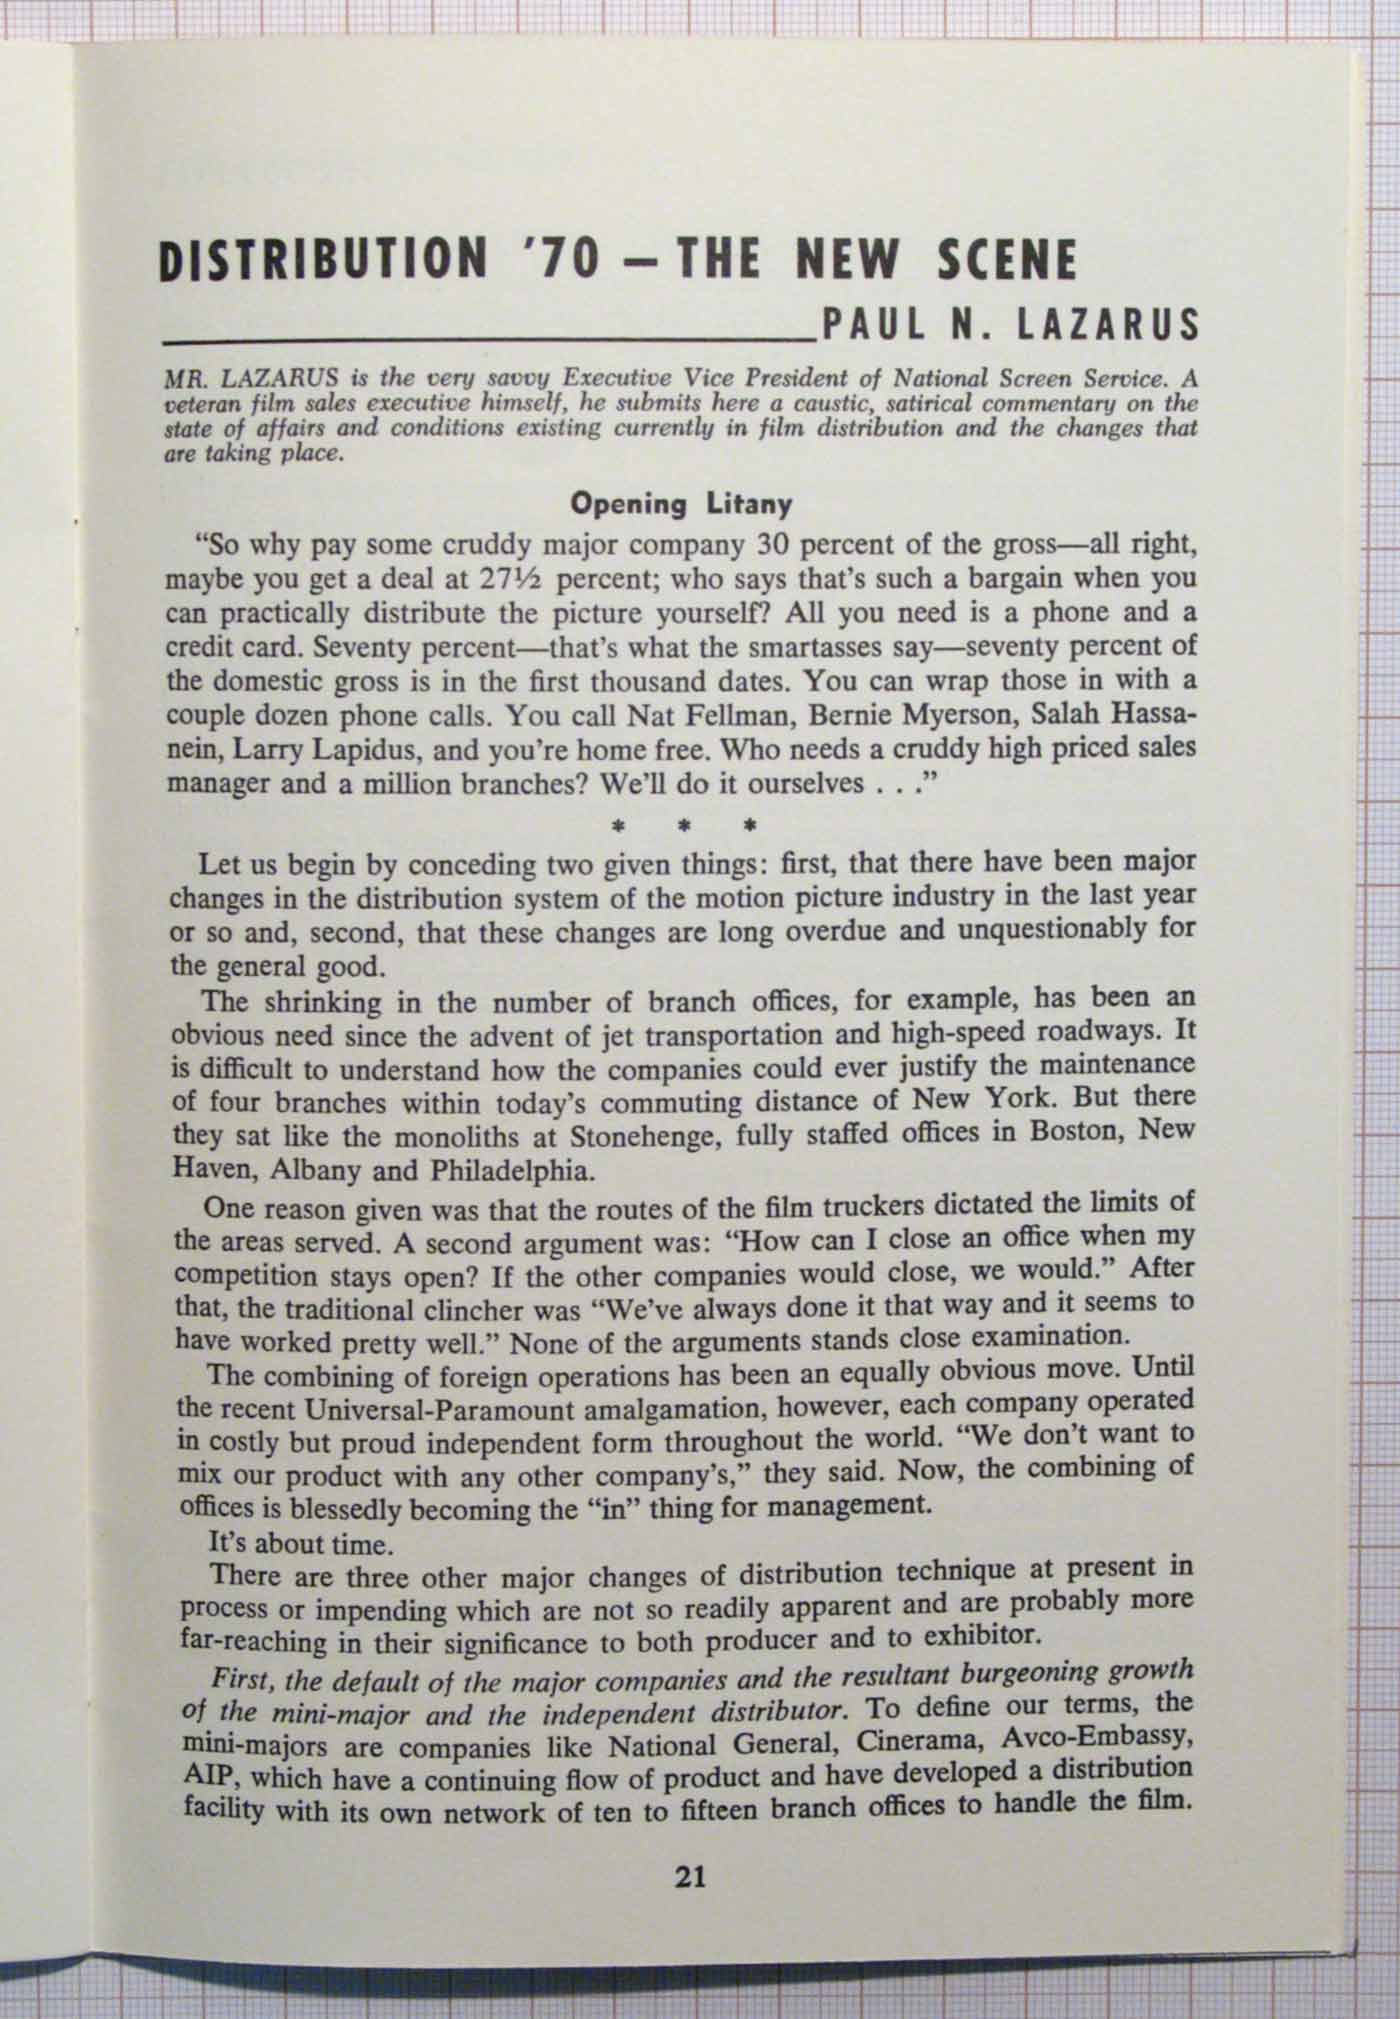 DISTRIBUTION '70 — THE NEW SCENE
PAUL N. LAZARUS
MR. LAZARUS is the very savvy Executive Vice President of National Screen Service. A
veteran film sales executive himself, he submits here a caustic, satirical commentary on the
state of affairs and conditions existing currently in film distribution and the changes that
are taking place.
Opening Litany
“So why pay some cruddy major company 30 percent of the gross—all right,
maybe you get a deal at 27½ percent; who says that's such a bargain when you
can practically distribute the picture yourself? All you need is a phone and a
credit card. Seventy percent—that's what the smartasses say—seventy percent of
the domestic gross is in the first thousand dates. You can wrap those in with a
couple dozen phone calls. You call Nat Fellman, Bernie Myerson, Salah Hassa-
nein, Larry Lapidus, and you're home free. Who needs a cruddy high priced sales
manager and a million branches? We'll do it ourselves . . .”
* * *
Let us begin by conceding two given things: first, that there have been major
changes in the distribution system of the motion picture industry in the last year
or so and, second, that these changes are long overdue and unquestionably for
the general good.
The shrinking in the number of branch offices, for example, has been an
obvious need since the advent of jet transportation and high-speed roadways. It
is difficult to understand how the companies could ever justify the maintenance
of four branches within today's commuting distance of New York. But there
they sat like the monoliths at Stonehenge, fully staffed offices in Boston, New
Haven, Albany and Philadelphia.
One reason given was that the routes of the film truckers dictated the limits of
the areas served. A second argument was: “How can I close an office when my
competition stays open? If the other companies would close, we would.” After
that, the traditional clincher was “We've always done it that way and it seems to
have worked pretty well.” None of the arguments stands close examination.
The combining of foreign operations has been an equally obvious move. Until
the recent Universal-Paramount amalgamation, however, each company operated
in costly but proud independent form throughout the world. “We don't want to
mix our product with any other company's,” they said. Now, the combining of
offices is blessedly becoming the “in” thing for management.
It's about time.
There are three other major changes of distribution technique at present in
process or impending which are not so readily apparent and are probably more
far-reaching in their significance to both producer and to exhibitor.
First, the default of the major companies and the resultant burgeoning growth
of the mini-major and the independent distributor. To define our terms, the
mini-majors are companies like National General, Cinerama, Avco-Embassy,
AIP, which have a continuing flow of product and have developed a distribution
facility with its own network of ten to fifteen branch offices to handle the film.
21